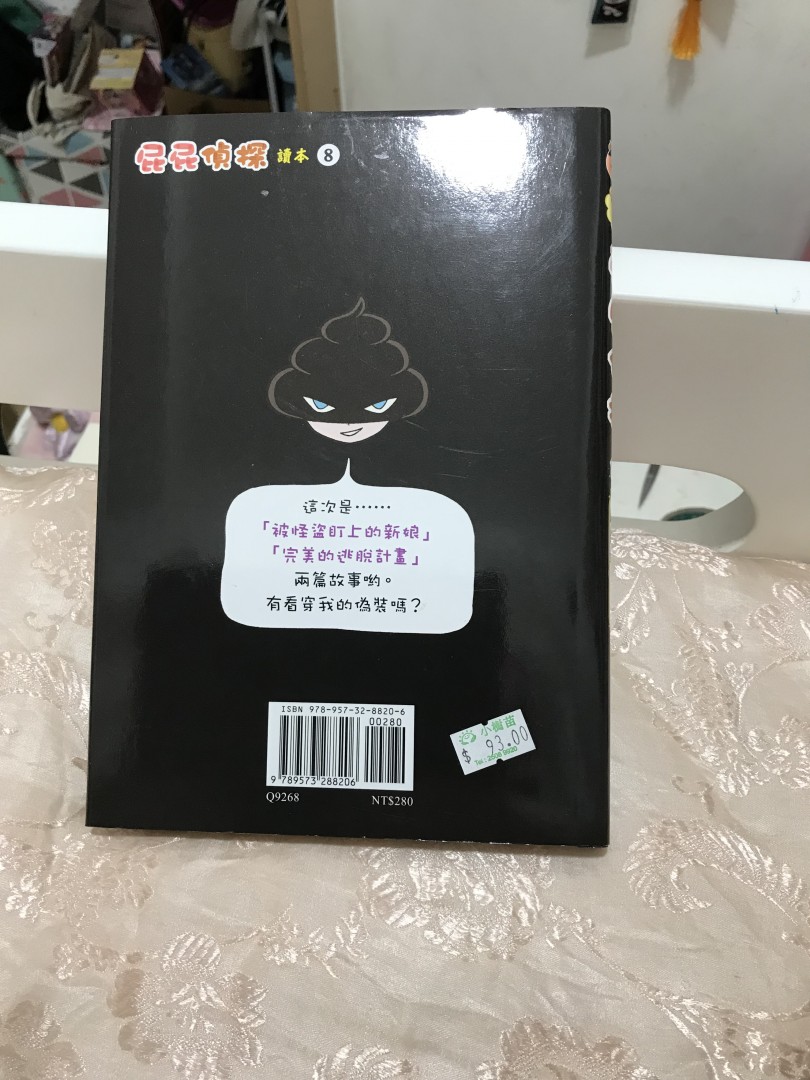 屁屁偵探 讀本 8
這次是⋯⋯
「被怪盜盯上的新娘」
「完美的逃脫計畫」
兩篇故事喲。
有看穿我的偽裝嗎？
ISBN 978-957-32-8820-6
00280
9 789573 288206
Q9268 NT$280
小樹苗
$ 93.00